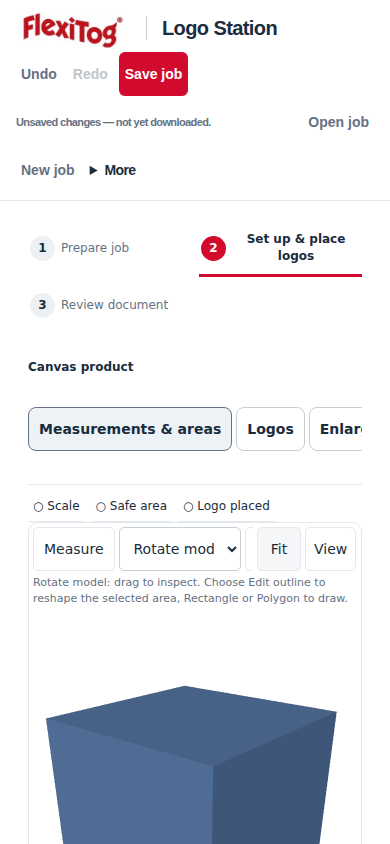 FlexiTog®
Logo Station
Undo Redo Save job
Unsaved changes — not yet downloaded.
Open job
New job ▶ More
1 Prepare job
2 Set up & place
logos
3 Review document
Canvas product
Measurements & areas Logos
○ Scale ○ Safe area ○ Logo placed
Measure Rotate mod Fit View
Rotate model: drag to inspect. Choose Edit outline to
reshape the selected area, Rectangle or Polygon to draw.